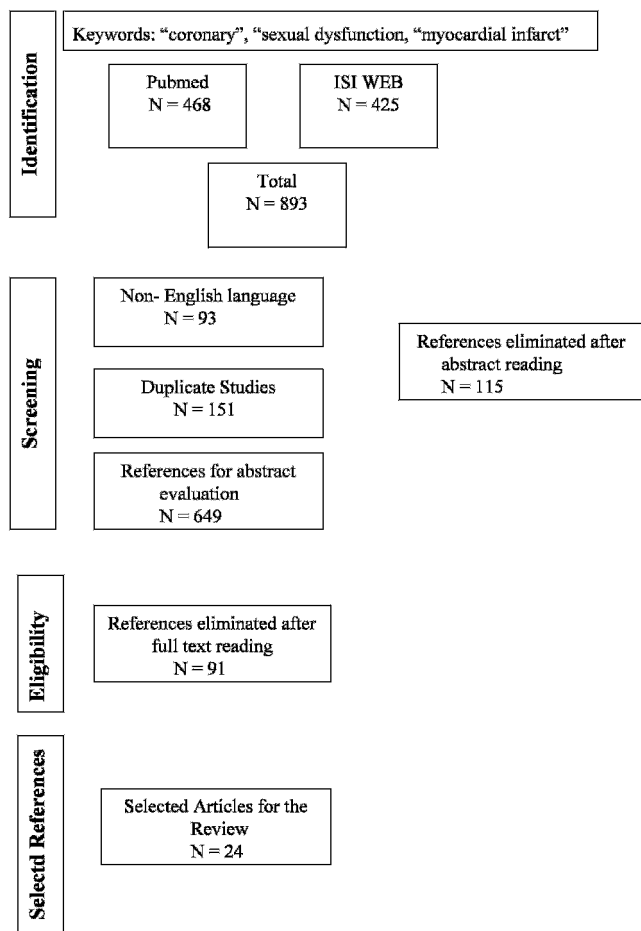 Identification
Keywords: “coronary”, “sexual dysfunction, “myocardial infarct”
Pubmed
N = 468
ISI WEB
N = 425
Total
N = 893
Screening
Non- English language
N = 93
References eliminated after
abstract reading
N = 115
Duplicate Studies
N = 151
References for abstract
evaluation
N = 649
Eligibility
References eliminated after
full text reading
N = 91
Selectd References
Selected Articles for the
Review
N = 24